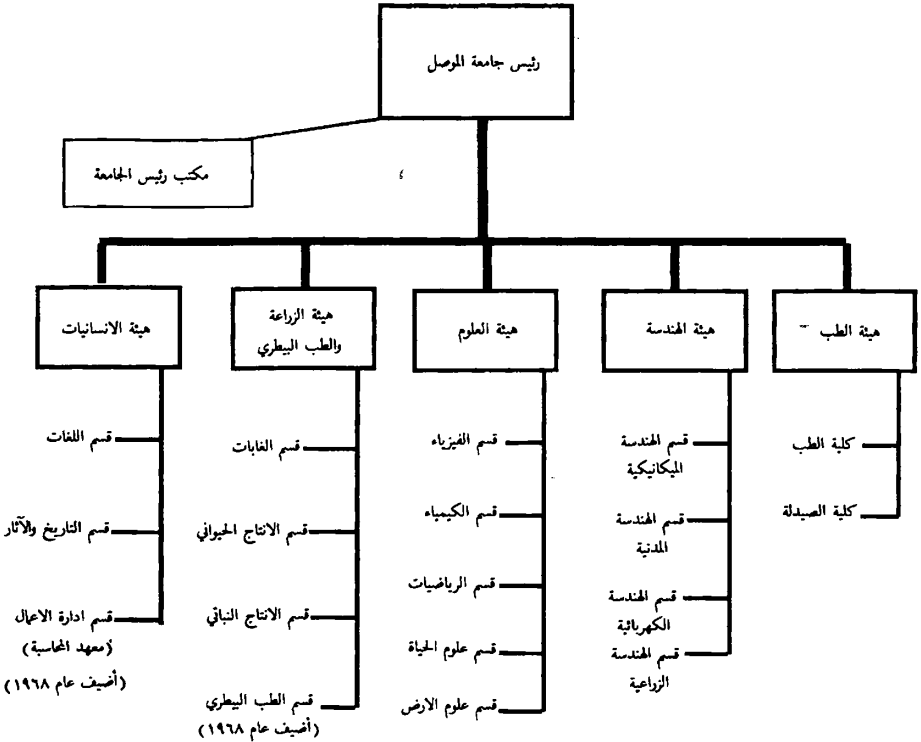 رئيس جامعة الموصل
مكتب رئيس الجامعة
هيئة الطب
كلية الطب
كلية الصيدلة
هيئة الهندسة
قسم الهندسة
الميكانيكية
قسم الهندسة
المدنية
قسم الهندسة
الكهربائية
قسم الهندسة
الزراعية
هيئة العلوم
قسم الفيزياء
قسم الكيمياء
قسم الرياضيات
قسم علوم الحياة
قسم علوم الارض
هيئة الزراعة
والطب البيطري
قسم الغابات
قسم الانتاج الحيواني
قسم الانتاج النباتي
قسم الطب البيطري
(أضيف عام ١٩٦٨)
هيئة الانسانيات
قسم اللغات
قسم التاريخ والآثار
قسم ادارة الاعمال
(معهد المحاسبة)
(أضيف عام ١٩٦٨)